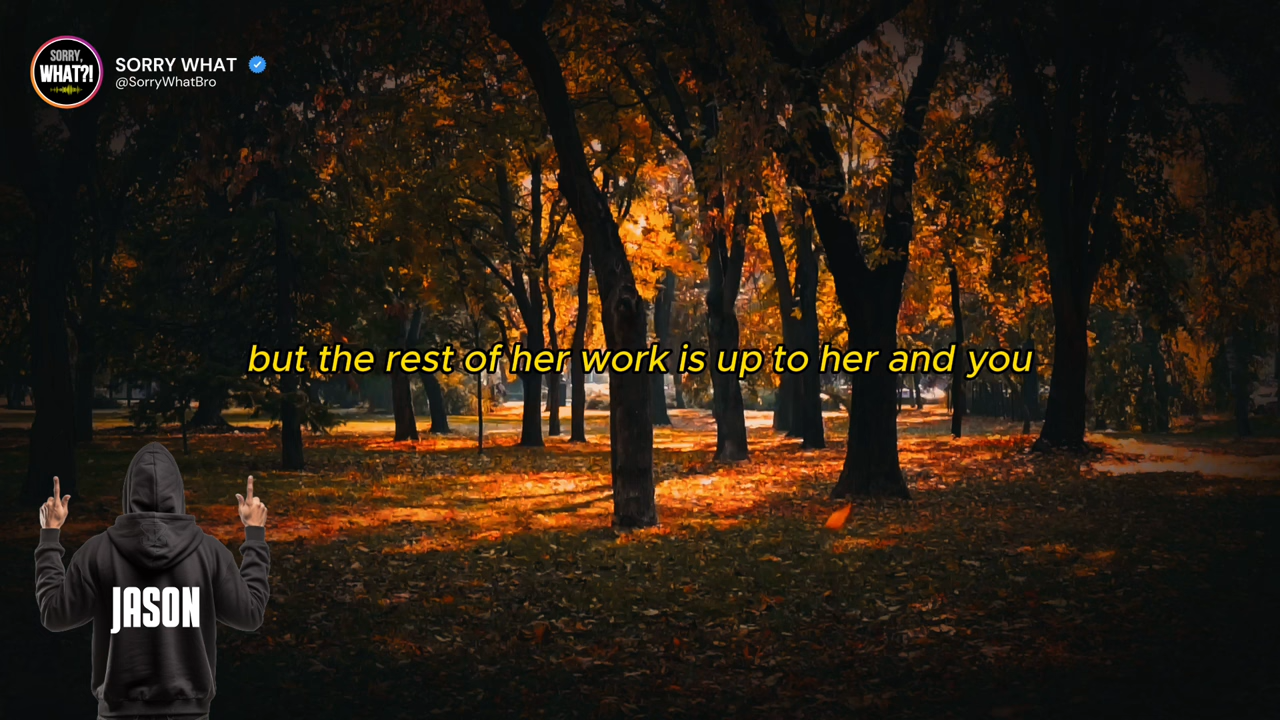 SORRY,
WHAT?!
SORRY WHAT
@SorryWhatBro
but the rest of her work is up to her and you
JASON